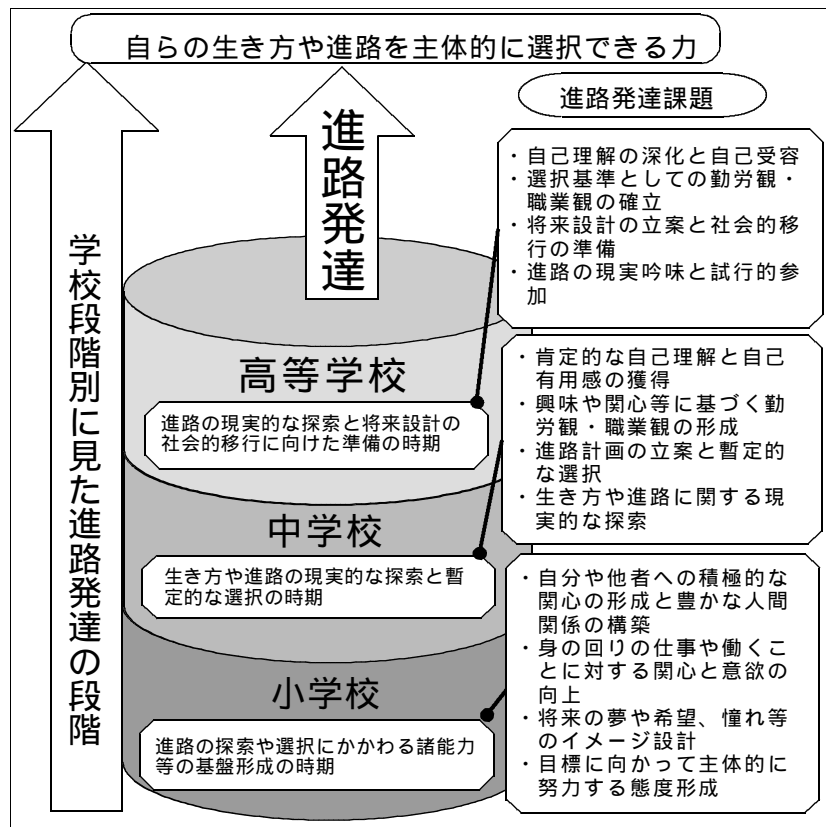 自らの生き方や進路を主体的に選択できる力
学校段階別に見た進路発達の段階
進路発達
進路発達課題
高等学校
進路の現実的な探索と将来設計の
社会的移行に向けた準備の時期
・自己理解の深化と自己受容
・選択基準としての勤労観・
職業観の確立
・将来設計の立案と社会的移
行の準備
・進路の現実吟味と試行的参
加
中学校
生き方や進路の現実的な探索と暫
定的な選択の時期
・肯定的な自己理解と自己
有用感の獲得
・興味や関心等に基づく勤
労観・職業観の形成
・進路計画の立案と暫定的
な選択
・生き方や進路に関する現
実的な探索
小学校
進路の探索や選択にかかわる諸能力
等の基盤形成の時期
・自分や他者への積極的な
関心の形成と豊かな人間
関係の構築
・身の回りの仕事や働くこ
とに対する関心と意欲の
向上
・将来の夢や希望、憧れ等
のイメージ設計
・目標に向かって主体的に
努力する態度形成